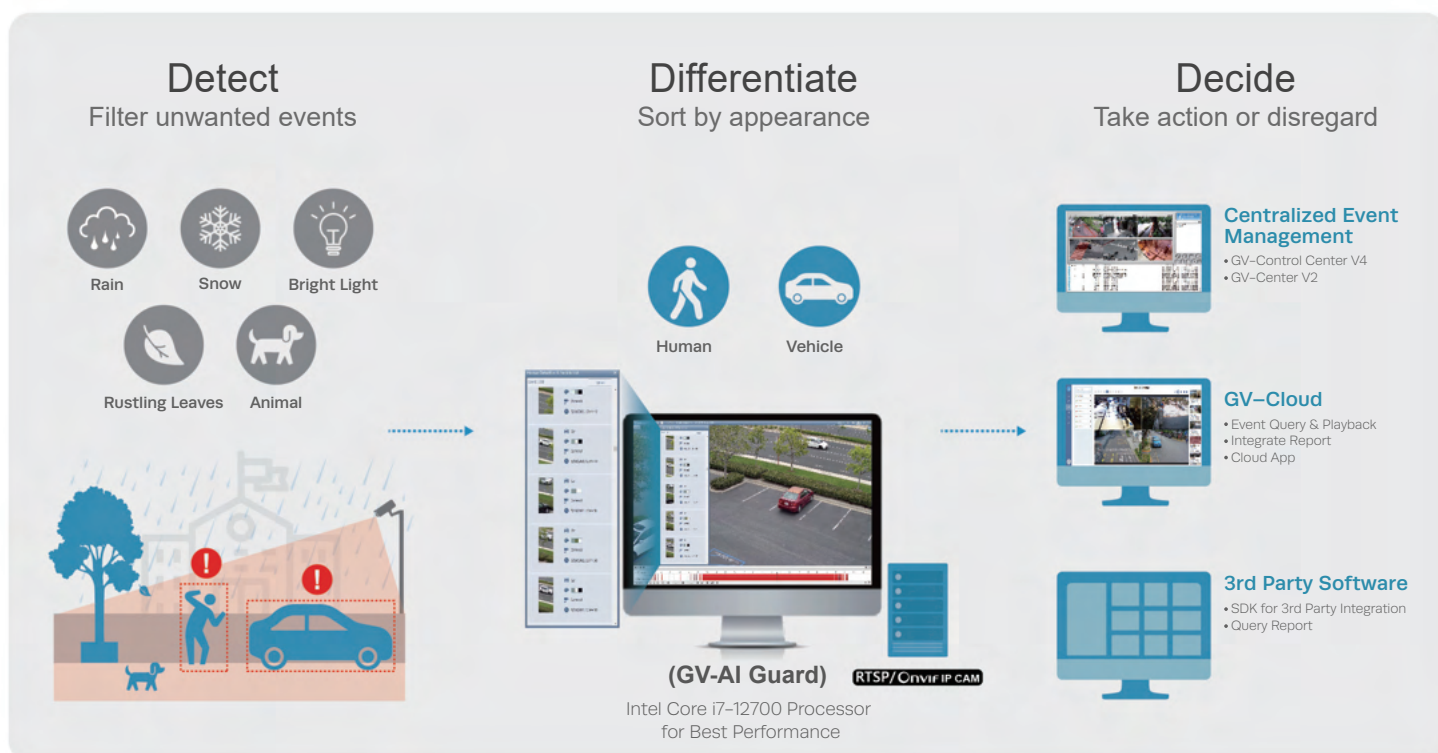 Detect
Filter unwanted events
Rain
Snow
Bright Light
Rustling Leaves
Animal
Differentiate
Sort by appearance
Human
Vehicle
(GV-AI Guard)
RTSP/ONVIF IP CAM
Intel Core i7-12700 Processor
for Best Performance
Decide
Take action or disregard
Centralized Event
Management
• GV-Control Center V4
• GV-Center V2
GV-Cloud
• Event Query & Playback
• Integrate Report
• Cloud App
3rd Party Software
• SDK for 3rd Party Integration
• Query Report